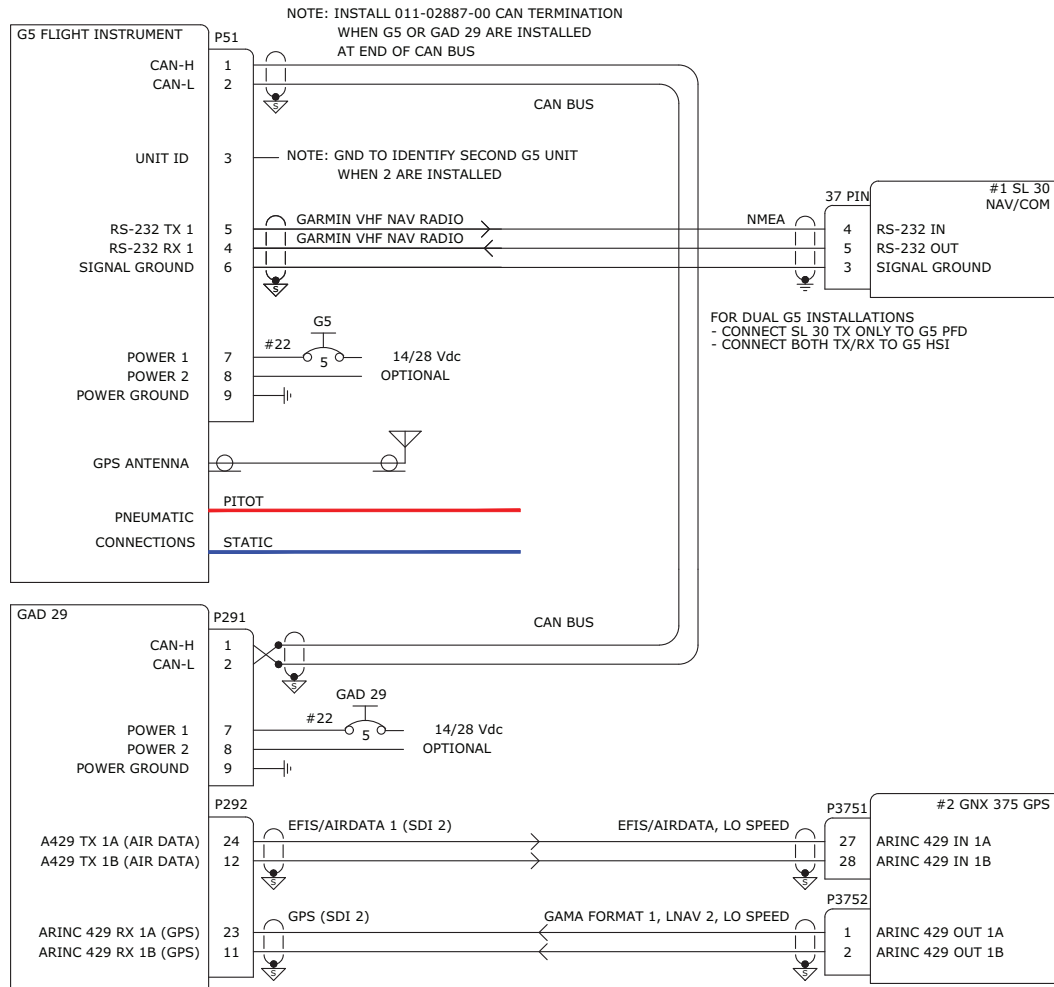 NOTE: INSTALL 011-02887-00 CAN TERMINATION
WHEN G5 OR GAD 29 ARE INSTALLED
AT END OF CAN BUS
G5 FLIGHT INSTRUMENT
P51
CAN-H 1
CAN-L 2
S
CAN BUS
UNIT ID 3 NOTE: GND TO IDENTIFY SECOND G5 UNIT
WHEN 2 ARE INSTALLED
#1 SL 30
NAV/COM
37 PIN
RS-232 TX 1 5 GARMIN VHF NAV RADIO NMEA 4 RS-232 IN
RS-232 RX 1 4 GARMIN VHF NAV RADIO 5 RS-232 OUT
SIGNAL GROUND 6 3 SIGNAL GROUND
S
FOR DUAL G5 INSTALLATIONS
- CONNECT SL 30 TX ONLY TO G5 PFD
- CONNECT BOTH TX/RX TO G5 HSI
G5
#22
POWER 1 7 5 14/28 Vdc
POWER 2 8 OPTIONAL
POWER GROUND 9
GPS ANTENNA
PITOT
PNEUMATIC
CONNECTIONS STATIC
GAD 29
P291
CAN BUS
CAN-H 1
CAN-L 2
S
GAD 29
#22
POWER 1 7 5 14/28 Vdc
POWER 2 8 OPTIONAL
POWER GROUND 9
P292
P3751
#2 GNX 375 GPS
EFIS/AIRDATA 1 (SDI 2) EFIS/AIRDATA, LO SPEED
A429 TX 1A (AIR DATA) 24 27 ARINC 429 IN 1A
A429 TX 1B (AIR DATA) 12 28 ARINC 429 IN 1B
S S
P3752
GPS (SDI 2) GAMA FORMAT 1, LNAV 2, LO SPEED
ARINC 429 RX 1A (GPS) 23 1 ARINC 429 OUT 1A
ARINC 429 RX 1B (GPS) 11 2 ARINC 429 OUT 1B
S S